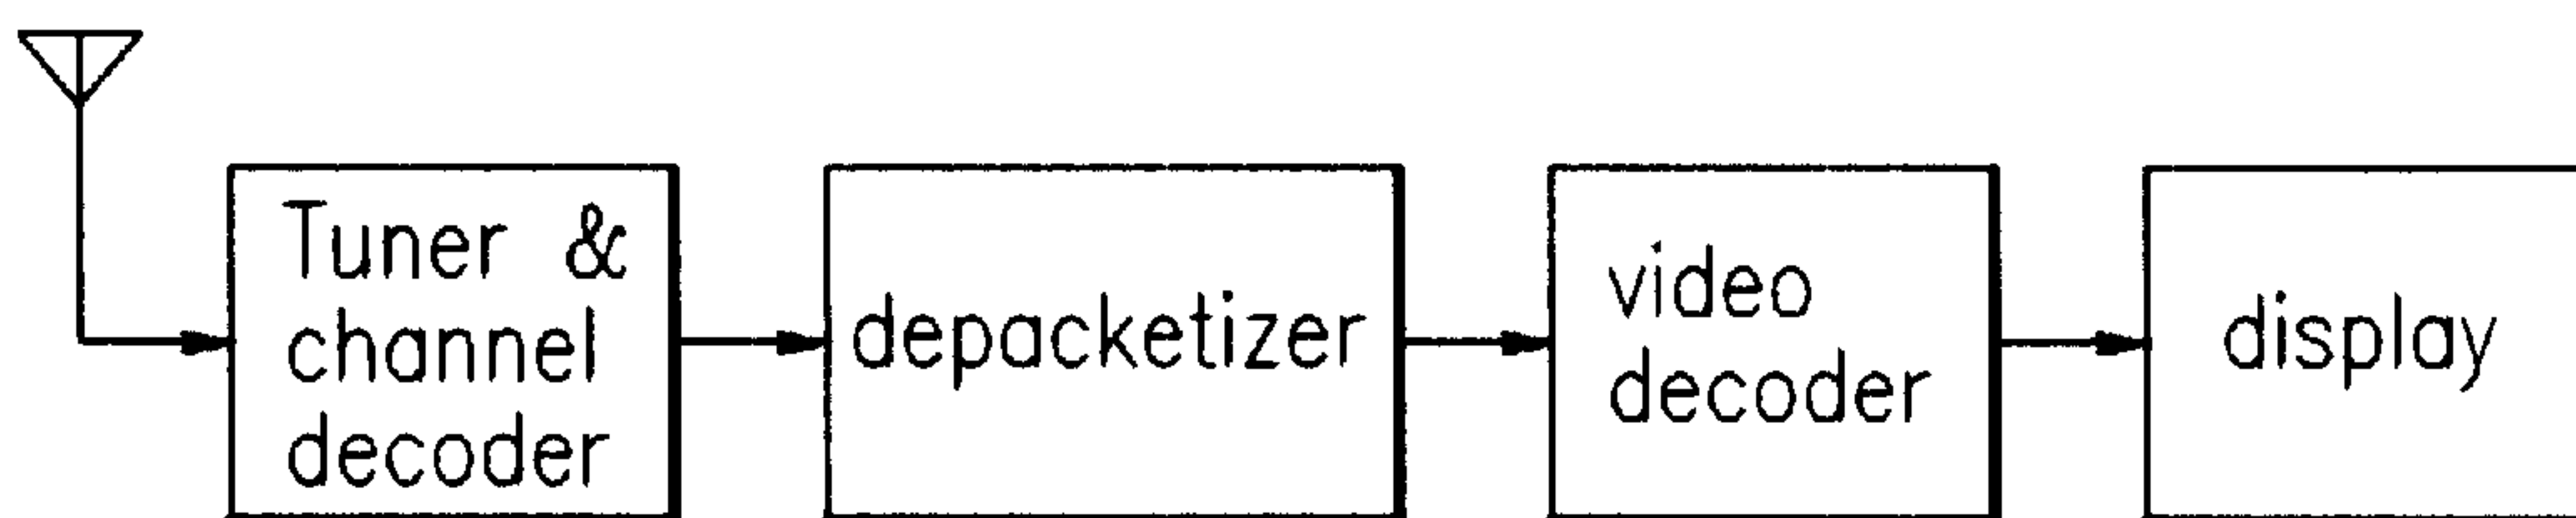 Tuner &
channel
decoder
depacketizer
video
decoder
display